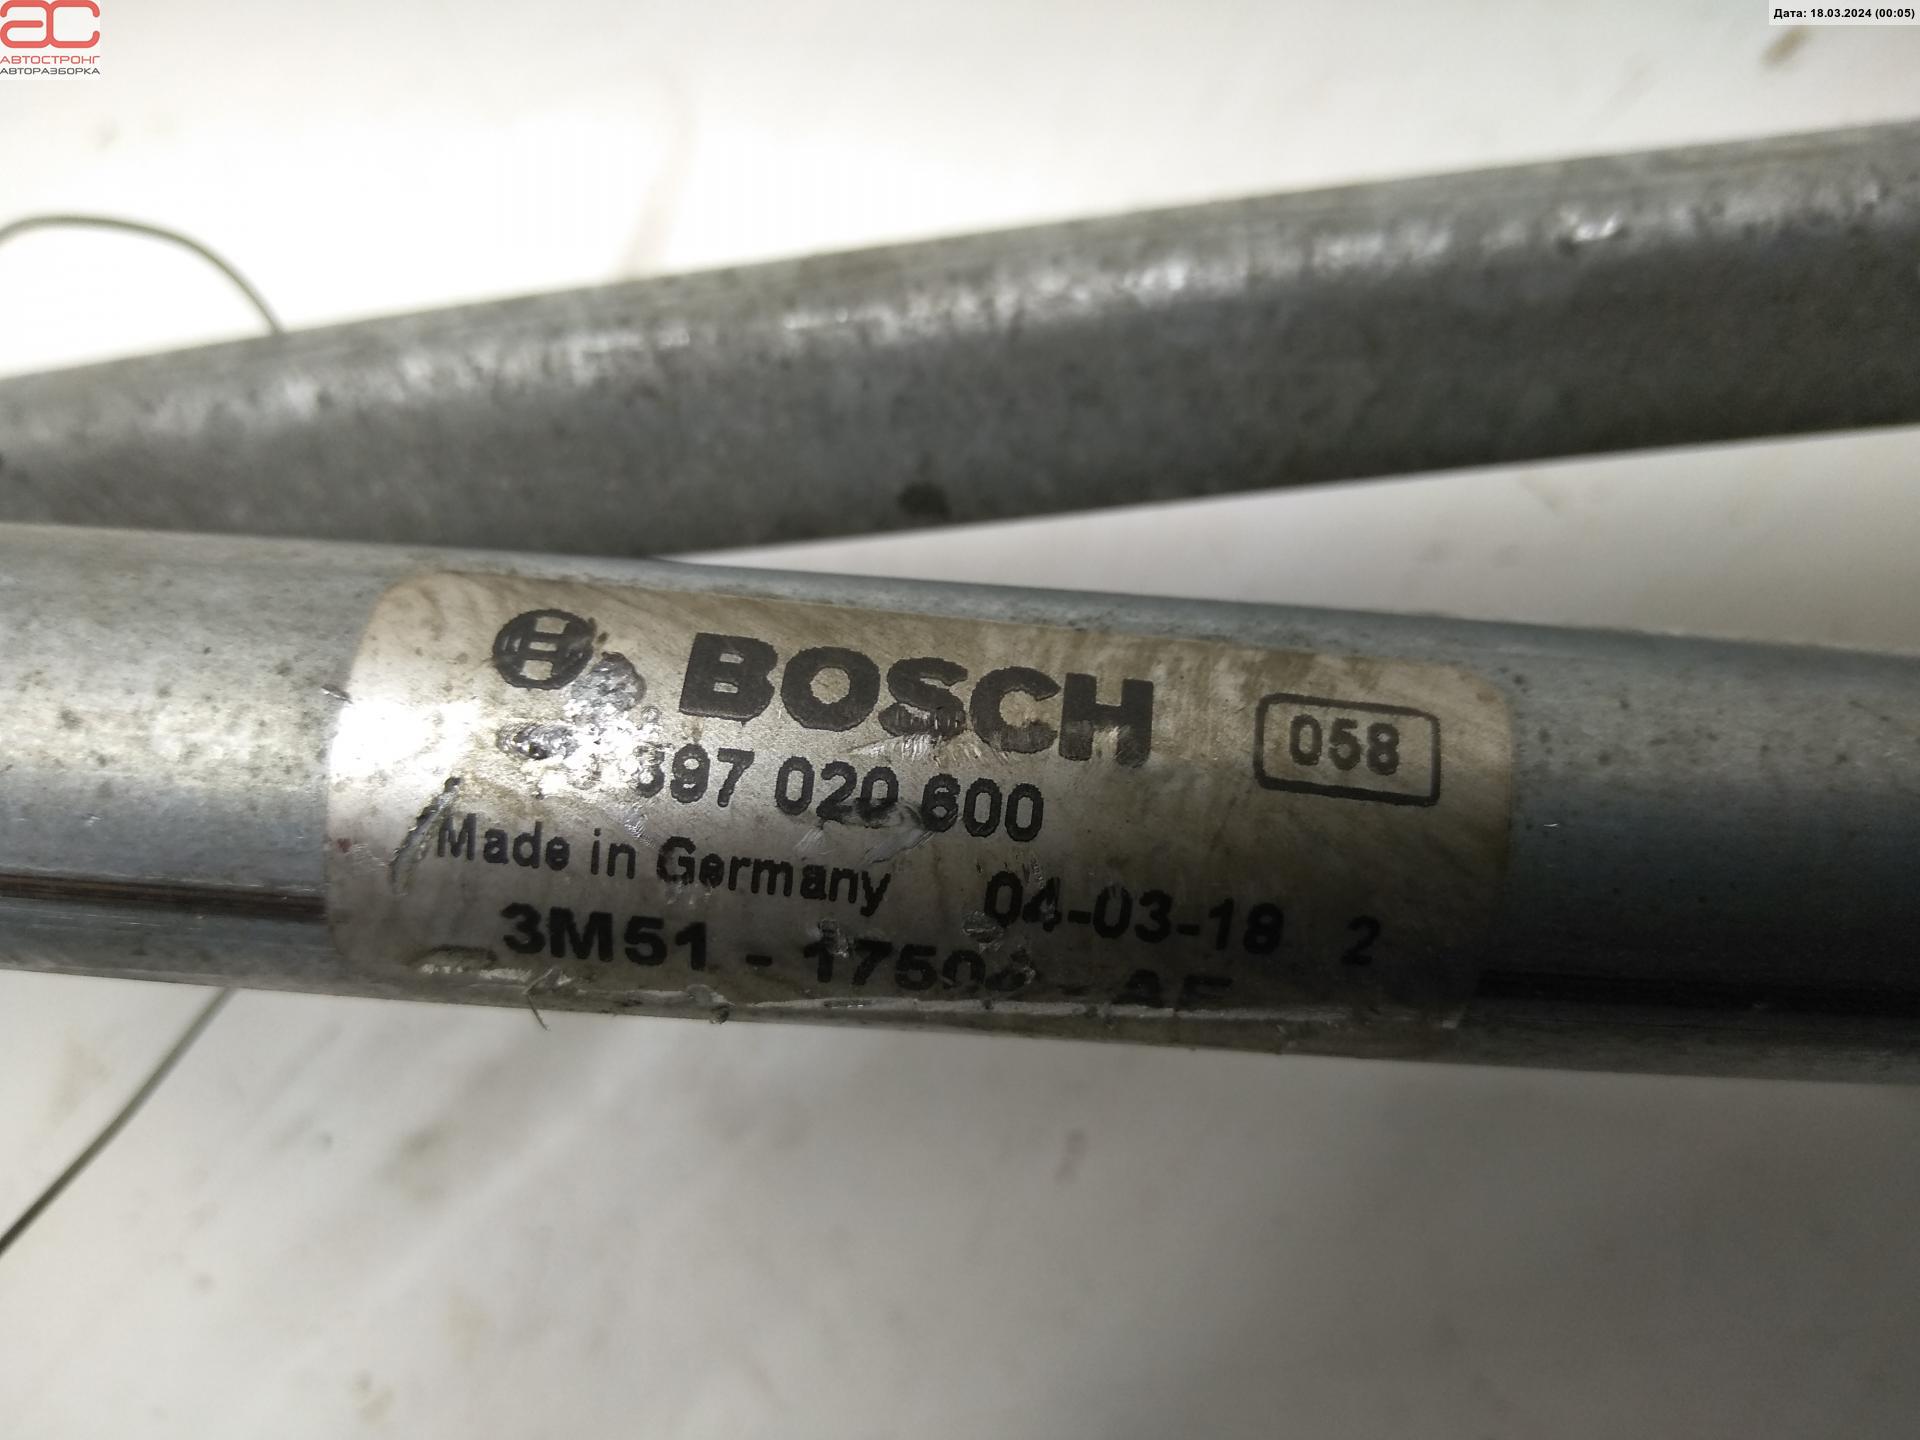 АВТОСТРОНГ
АВТОРАЗБОРКА
Дата: 18.03.2024 (00:05)
BOSCH
058
397 020 600
Made in Germany
04-03-18 2
3M51 -